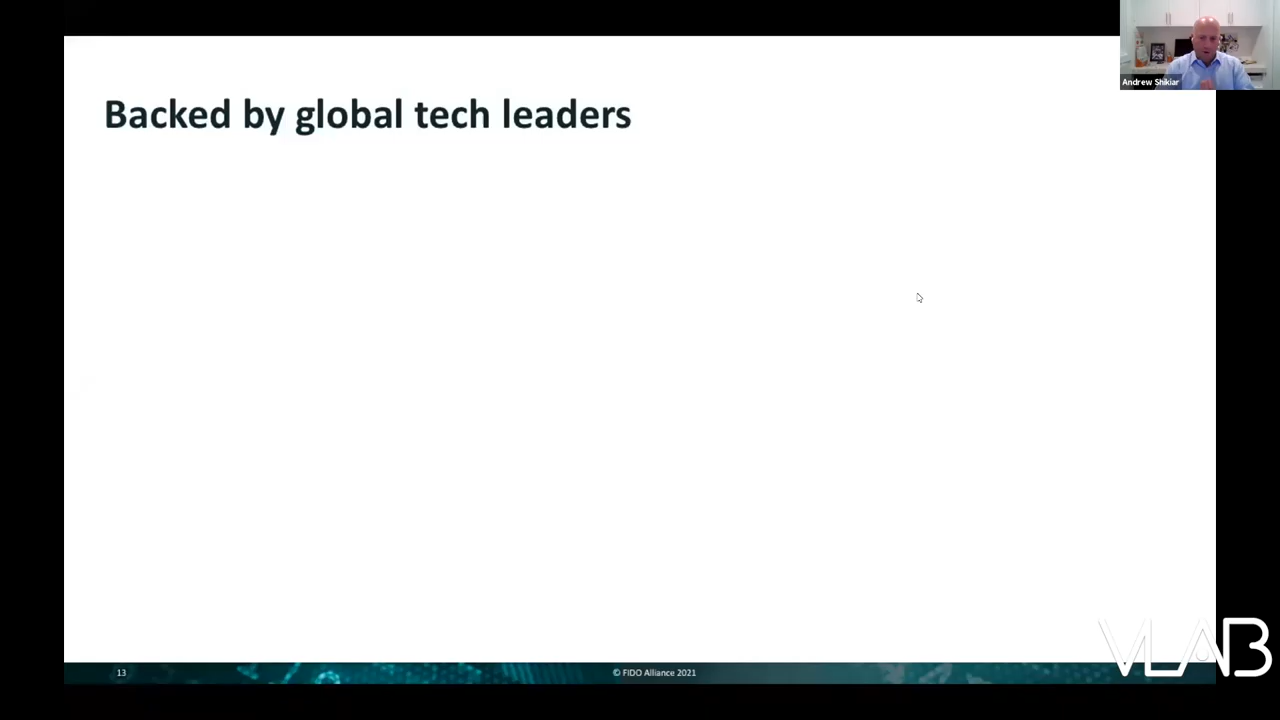 Andrew Shikiar
Backed by global tech leaders
13
© FIDO Alliance 2021
VLAB